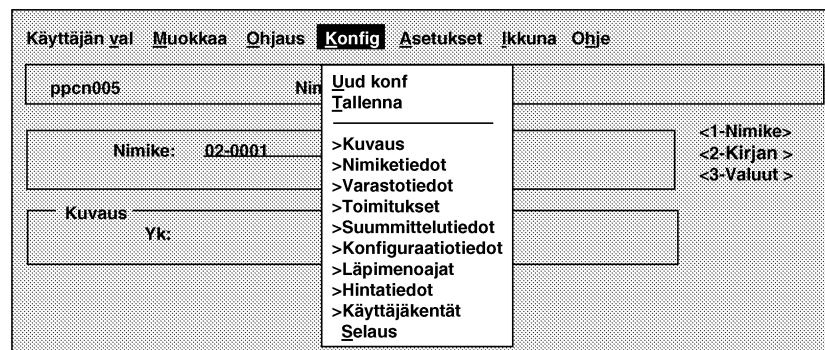 Käyttäjän val Muokkaa Ohjaus Konfig Asetukset Ikkuna Ohje
ppcn005 Nim
Uud konf
Tallenna
<1-Nimike>
<2-Kirjan >
<3-Valuut >
Nimike: 02-0001
>Kuvaus
>Nimiketiedot
>Varastotiedot
>Toimitukset
>Suummittelutiedot
>Konfiguraatiotiedot
>Läpimenoajat
>Hintatiedot
>Käyttäjäkentät
Selaus
Kuvaus
Yk: